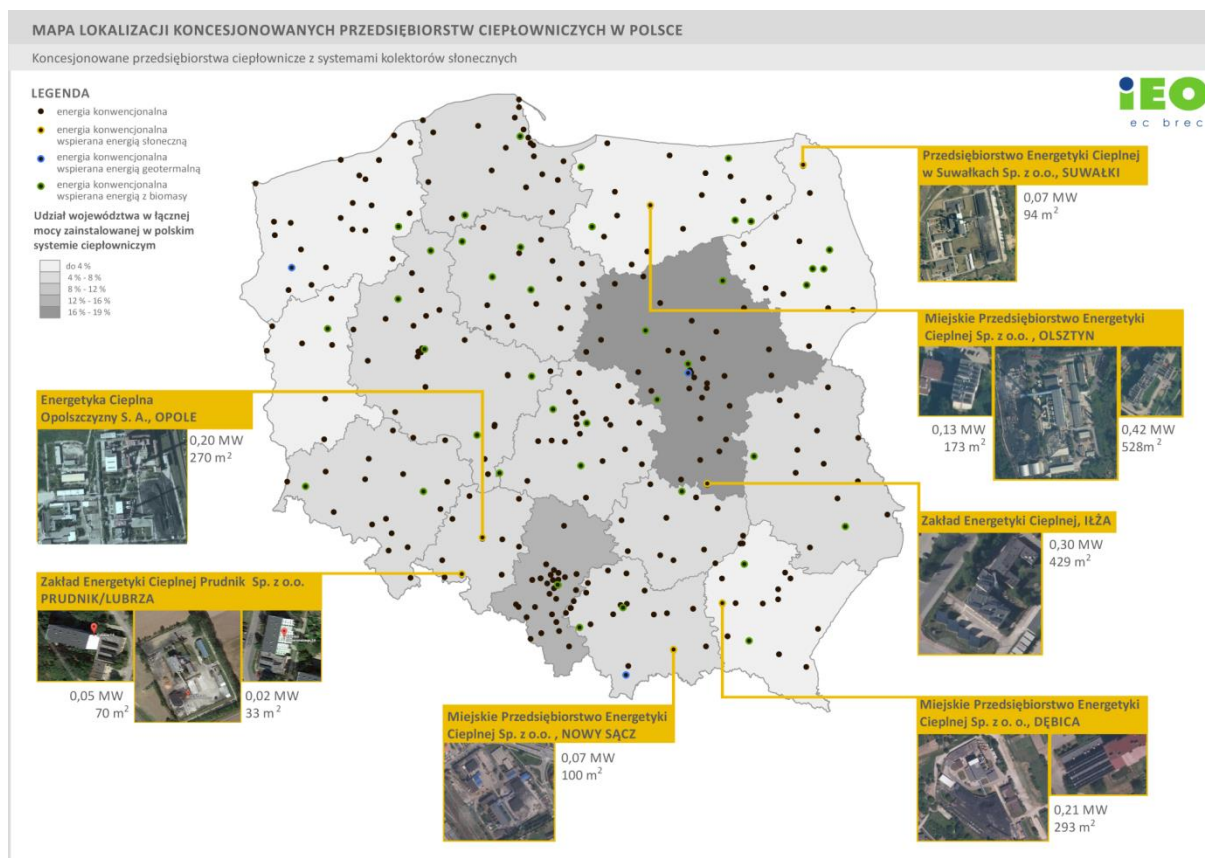 MAPA LOKALIZACJI KONCESJONOWANYCH PRZEDSIĘBIORSTW CIEPŁOWNICZYCH W POLSCE
Koncesjonowane przedsiębiorstwa ciepłownicze z systemami kolektorów słonecznych
LEGENDA
energia konwencjonalna
energia konwencjonalna
wspierana energią słoneczną
energia konwencjonalna
wspierana energią geotermalną
energia konwencjonalna
wspierana energią z biomasy
Udział województwa w łącznej
mocy zainstalowanej w polskim
systemie ciepłowniczym
do 4 %
4 % - 8 %
8 % - 12 %
12 % - 16 %
16 % - 19 %
iEO
ec brec
Przedsiębiorstwo Energetyki Cieplnej
w Suwałkach Sp. z o.o., SUWAŁKI
0,07 MW
94 m²
Miejskie Przedsiębiorstwo Energetyki
Cieplnej Sp. z o.o. , OLSZTYN
0,13 MW
173 m²
0,42 MW
528m²
Energetyka Cieplna
Opolszczyzny S. A., OPOLE
0,20 MW
270 m²
Zakład Energetyki Cieplnej, IŁŻA
0,30 MW
429 m²
Zakład Energetyki Cieplnej Prudnik Sp. z o.o.
PRUDNIK/LUBRZA
0,05 MW
70 m²
0,02 MW
33 m²
Miejskie Przedsiębiorstwo Energetyki
Cieplnej Sp. z o.o. , NOWY SĄCZ
0,07 MW
100 m²
Miejskie Przedsiębiorstwo Energetyki
Cieplnej Sp. z o.o., DĘBICA
0,21 MW
293 m²